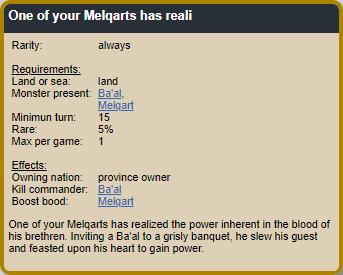 One of your Melqarts has reali
Rarity: always
Requirements:
Land or sea: land
Monster present: Ba'al,
Melqart
Minimun turn: 15
Rare: 5%
Max per game: 1
Effects:
Owning nation: province owner
Kill commander: Ba'al
Boost bood: Melqart
One of your Melqarts has realized the power inherent in the blood of
his brethren. Inviting a Ba'al to a grisly banquet, he slew his guest
and feasted upon his heart to gain power.